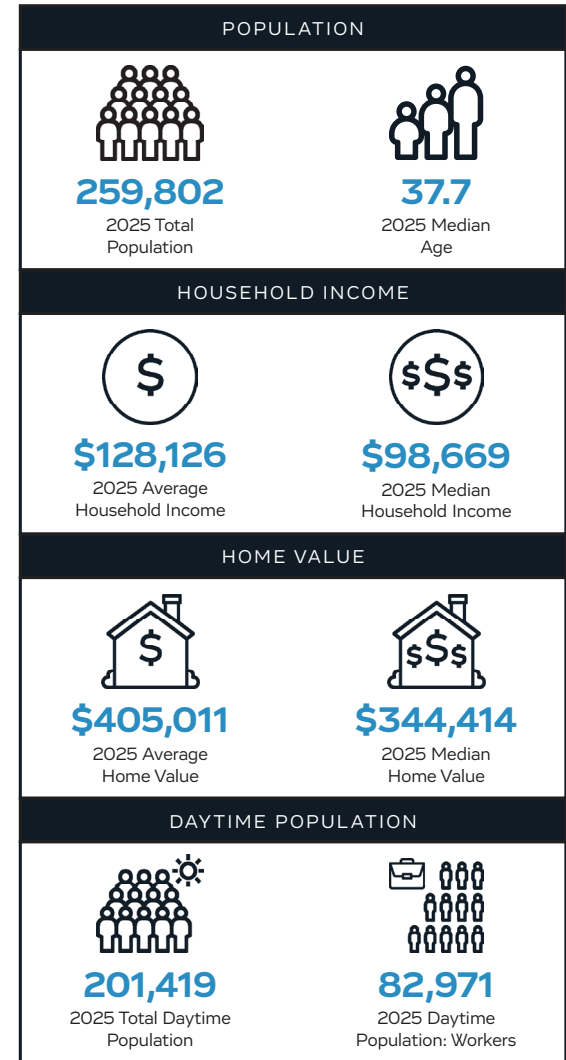 POPULATION
259,802
2025 Total
Population
37.7
2025 Median
Age
HOUSEHOLD INCOME
$
$128,126
2025 Average
Household Income
$$$
$98,669
2025 Median
Household Income
HOME VALUE
$
$405,011
2025 Average
Home Value
$$$
$344,414
2025 Median
Home Value
DAYTIME POPULATION
201,419
2025 Total Daytime
Population
82,971
2025 Daytime
Population: Workers